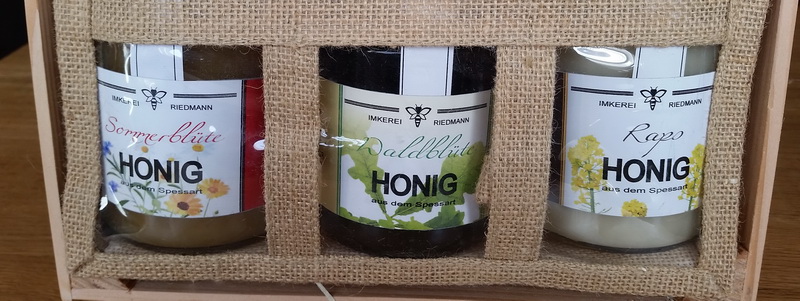 IMKEREI RIEDMANN
Sommerblüte
HONIG
aus dem Spessart
IMKEREI RIEDMANN
Waldblüte
HONIG
aus dem Spessart
IMKEREI RIEDMANN
Raps
HONIG
aus dem Spessart